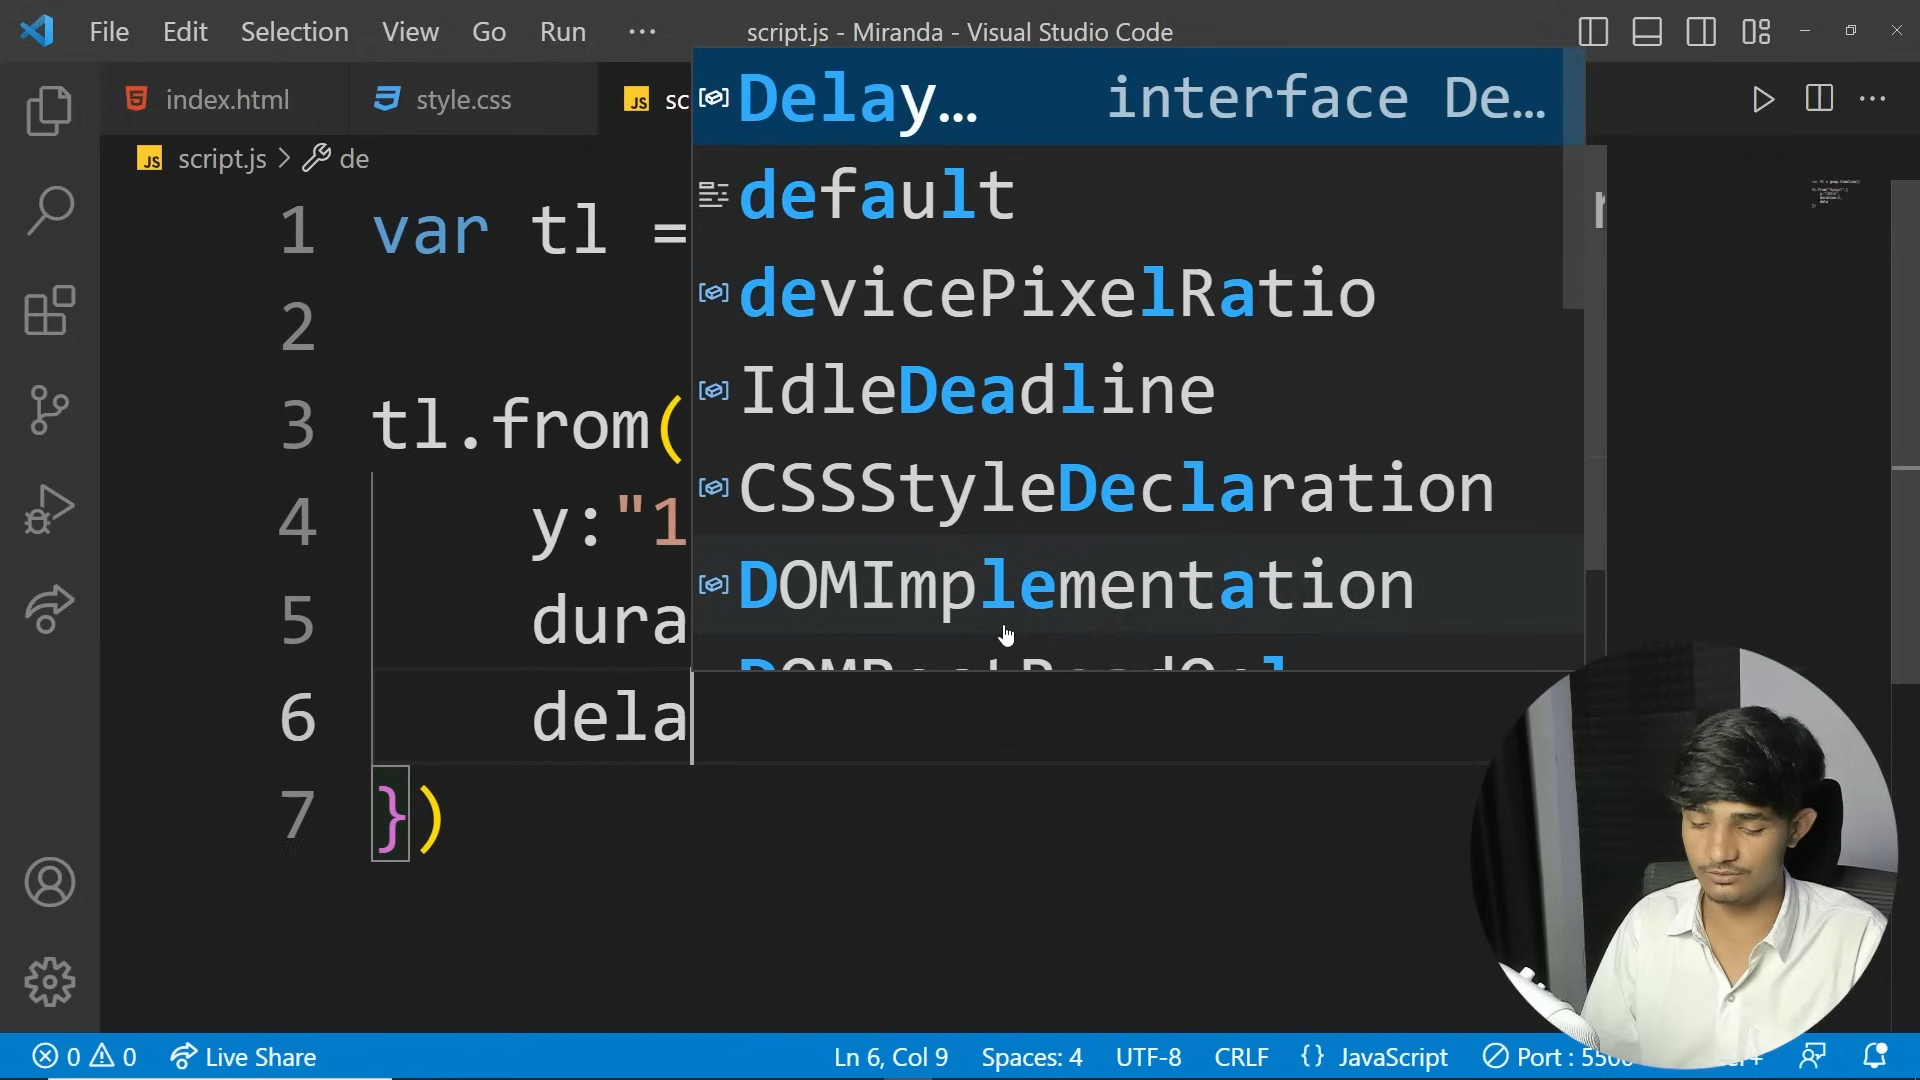 File Edit Selection View Go Run ··· script.js - Miranda - Visual Studio Code
index.html style.css JS sc
JS script.js > de
Delay... interface De...
default
devicePixelRatio
IdleDeadline
CSSStyleDeclaration
DOMImplementation
1 var tl =
2
3 tl.from(
4 y:"1
5 dura
6 dela
7 })
0 0 Live Share Ln 6, Col 9 Spaces: 4 UTF-8 CRLF {} JavaScript Port :